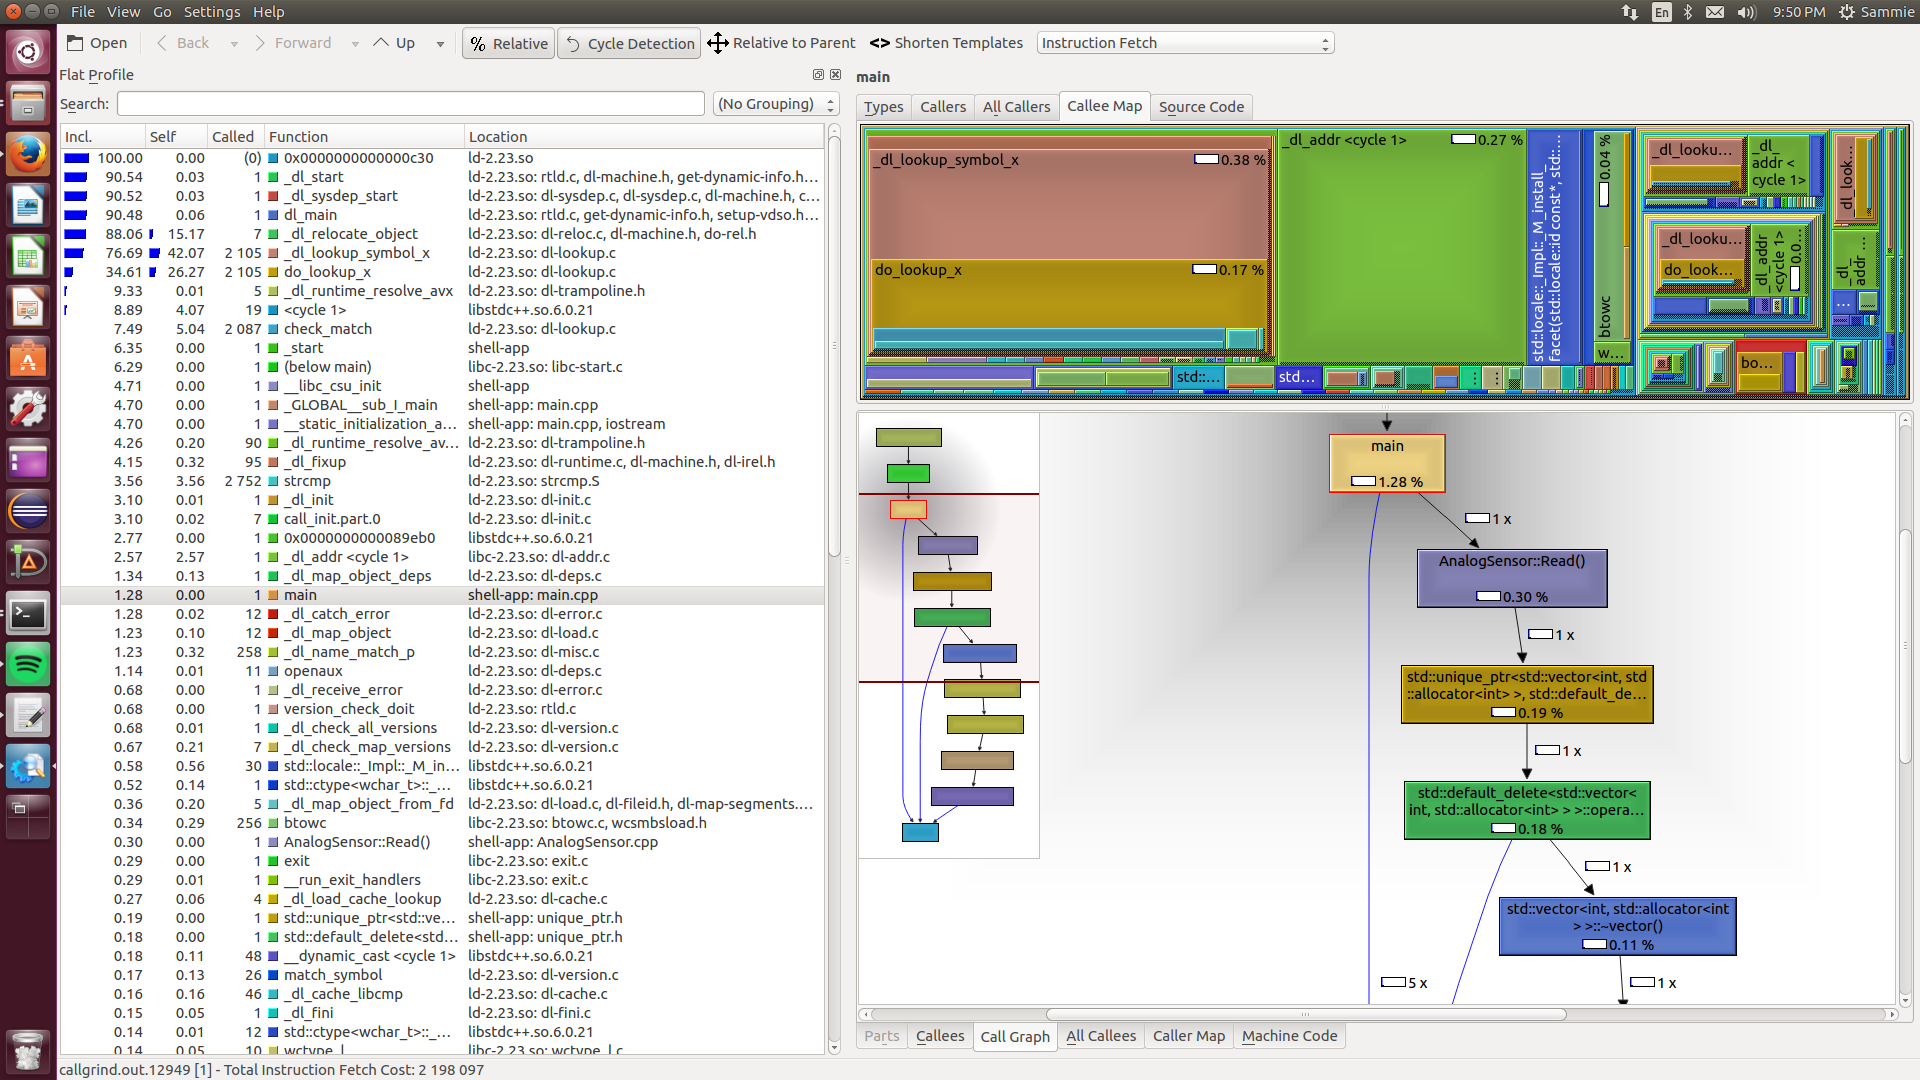 File View Go Settings Help
En 9:50 PM Sammie
Open Back Forward Up % Relative Cycle Detection Relative to Parent <> Shorten Templates Instruction Fetch
Flat Profile
Search: (No Grouping)
Incl. Self Called Function Location
100.00 0.00 (0) 0x0000000000000c30 ld-2.23.so
90.54 0.03 1 _dl_start ld-2.23.so: rtld.c, dl-machine.h, get-dynamic-info.h...
90.52 0.03 1 _dl_sysdep_start ld-2.23.so: dl-sysdep.c, dl-sysdep.c, dl-machine.h, c...
90.48 0.06 1 dl_main ld-2.23.so: rtld.c, get-dynamic-info.h, setup-vdso.h...
88.06 15.17 7 _dl_relocate_object ld-2.23.so: dl-reloc.c, dl-machine.h, do-rel.h
76.69 42.07 2 105 _dl_lookup_symbol_x ld-2.23.so: dl-lookup.c
34.61 26.27 2 105 do_lookup_x ld-2.23.so: dl-lookup.c
9.33 0.01 5 _dl_runtime_resolve_avx ld-2.23.so: dl-trampoline.h
8.89 4.07 19 <cycle 1> libstdc++.so.6.0.21
7.49 5.04 2 087 check_match ld-2.23.so: dl-lookup.c
6.35 0.00 1 _start shell-app
6.29 0.00 1 (below main) libc-2.23.so: libc-start.c
4.71 0.00 1 __libc_csu_init shell-app
4.70 0.00 1 _GLOBAL__sub_I_main shell-app: main.cpp
4.70 0.00 1 __static_initialization_a... shell-app: main.cpp, iostream
4.26 0.20 90 _dl_runtime_resolve_av... ld-2.23.so: dl-trampoline.h
4.15 0.32 95 _dl_fixup ld-2.23.so: dl-runtime.c, dl-machine.h, dl-irel.h
3.56 3.56 2 752 strcmp ld-2.23.so: strcmp.S
3.10 0.01 1 _dl_init ld-2.23.so: dl-init.c
3.10 0.02 7 call_init.part.0 ld-2.23.so: dl-init.c
2.77 0.00 1 0x0000000000089eb0 libstdc++.so.6.0.21
2.57 2.57 1 _dl_addr <cycle 1> libc-2.23.so: dl-addr.c
1.34 0.13 1 _dl_map_object_deps ld-2.23.so: dl-deps.c
1.28 0.00 1 main shell-app: main.cpp
1.28 0.02 12 _dl_catch_error ld-2.23.so: dl-error.c
1.23 0.10 12 _dl_map_object ld-2.23.so: dl-load.c
1.23 0.32 258 _dl_name_match_p ld-2.23.so: dl-misc.c
1.14 0.01 11 openaux ld-2.23.so: dl-deps.c
0.68 0.00 1 _dl_receive_error ld-2.23.so: dl-error.c
0.68 0.00 1 version_check_doit ld-2.23.so: rtld.c
0.68 0.01 1 _dl_check_all_versions ld-2.23.so: dl-version.c
0.67 0.21 7 _dl_check_map_versions ld-2.23.so: dl-version.c
0.58 0.56 30 std::locale::_Impl::_M_in... libstdc++.so.6.0.21
0.52 0.14 1 std::ctype<wchar_t>::_... libstdc++.so.6.0.21
0.36 0.20 5 _dl_map_object_from_fd ld-2.23.so: dl-load.c, dl-fileid.h, dl-map-segments....
0.34 0.29 256 btowc libc-2.23.so: btowc.c, wcsmbsload.h
0.30 0.00 1 AnalogSensor::Read() shell-app: AnalogSensor.cpp
0.29 0.00 1 exit libc-2.23.so: exit.c
0.29 0.01 1 __run_exit_handlers libc-2.23.so: exit.c
0.27 0.06 4 _dl_load_cache_lookup ld-2.23.so: dl-cache.c
0.19 0.00 1 std::unique_ptr<std::ve... shell-app: unique_ptr.h
0.18 0.00 1 std::default_delete<std... shell-app: unique_ptr.h
0.18 0.11 48 __dynamic_cast <cycle 1> libstdc++.so.6.0.21
0.17 0.13 26 match_symbol ld-2.23.so: dl-version.c
0.16 0.16 46 _dl_cache_libcmp ld-2.23.so: dl-cache.c
0.15 0.05 1 _dl_fini ld-2.23.so: dl-fini.c
0.14 0.01 12 std::ctype<wchar_t>::_... libstdc++.so.6.0.21
0.14 0.05 10 wctype_l libc-2.23.so: wctype_l.c
callgrind.out.12949 [1] - Total Instruction Fetch Cost: 2 198 097
main
Types Callers All Callers Callee Map Source Code
_dl_lookup_symbol_x 0.38 %
do_lookup_x 0.17 %
_dl_addr <cycle 1> 0.27 %
std::locale::_Impl::_M_install_
facet(std::locale::id const*, std::...
btowc 0.04 %
w...
std::...
std...
_dl_looku...
_dl_
addr <
cycle 1>
_dl_look...
_dl_looku...
do_look...
_dl_addr
<cycle 1>
0.0...
_dl_
addr ...
...
bo...
main
1.28 %
1 x
AnalogSensor::Read()
0.30 %
1 x
std::unique_ptr<std::vector<int, std
::allocator<int> >, std::default_de...
0.19 %
1 x
std::default_delete<std::vector<
int, std::allocator<int> > >::opera...
0.18 %
1 x
std::vector<int, std::allocator<int
> >::~vector()
0.11 %
5 x
1 x
Parts Callees Call Graph All Callees Caller Map Machine Code